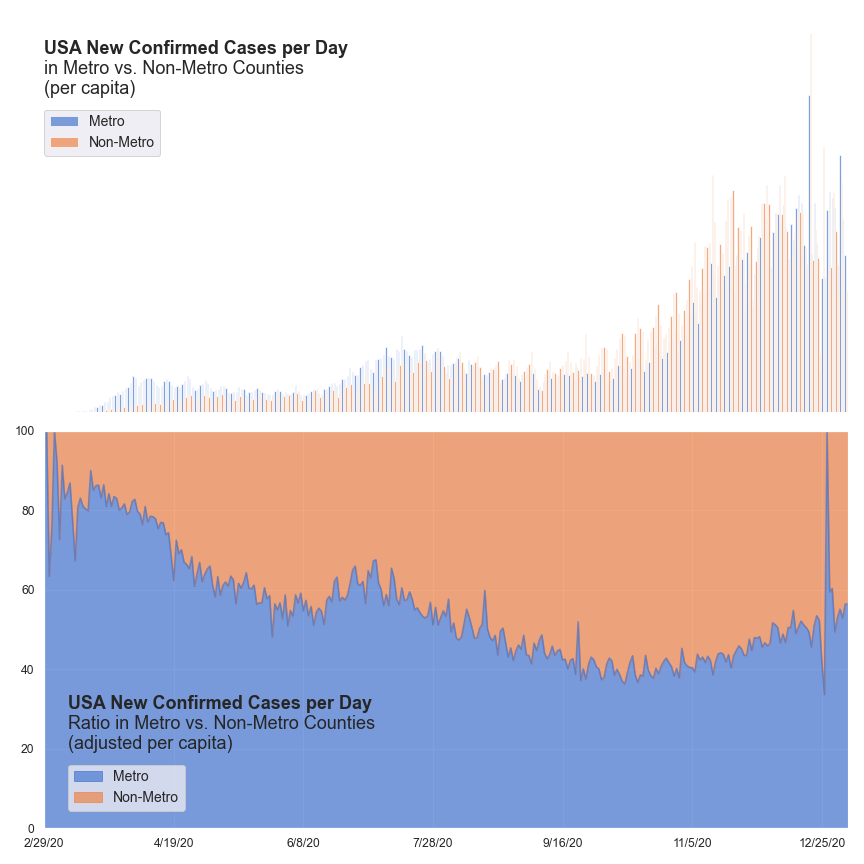 USA New Confirmed Cases per Day
in Metro vs. Non-Metro Counties
(per capita)
Metro
Non-Metro
100
80
60
40
20
0
USA New Confirmed Cases per Day
Ratio in Metro vs. Non-Metro Counties
(adjusted per capita)
Metro
Non-Metro
2/29/20 4/19/20 6/8/20 7/28/20 9/16/20 11/5/20 12/25/20